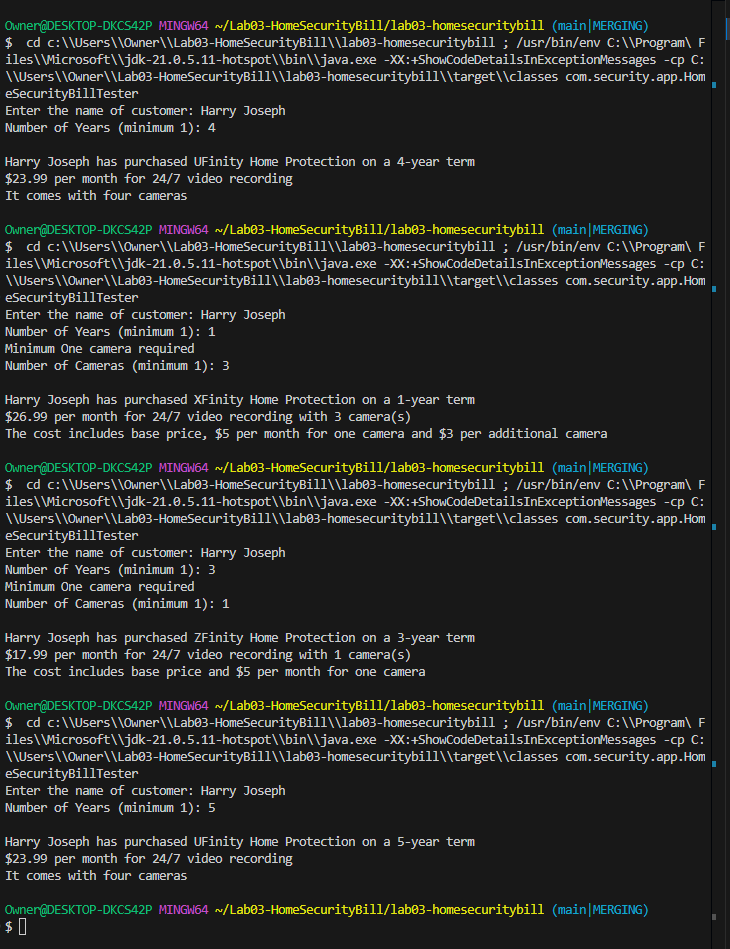 Owner@DESKTOP-DKCS42P MINGW64 ~/Lab03-HomeSecurityBill/lab03-homesecuritybill (main|MERGING)
$  cd c:\\Users\\Owner\\Lab03-HomeSecurityBill\\lab03-homesecuritybill ; /usr/bin/env C:\\Program\ F
iles\\Microsoft\\jdk-21.0.5.11-hotspot\\bin\\java.exe -XX:+ShowCodeDetailsInExceptionMessages -cp C:
\\Users\\Owner\\Lab03-HomeSecurityBill\\lab03-homesecuritybill\\target\\classes com.security.app.Hom
eSecurityBillTester
Enter the name of customer: Harry Joseph
Number of Years (minimum 1): 4

Harry Joseph has purchased UFinity Home Protection on a 4-year term
$23.99 per month for 24/7 video recording
It comes with four cameras

Owner@DESKTOP-DKCS42P MINGW64 ~/Lab03-HomeSecurityBill/lab03-homesecuritybill (main|MERGING)
$  cd c:\\Users\\Owner\\Lab03-HomeSecurityBill\\lab03-homesecuritybill ; /usr/bin/env C:\\Program\ F
iles\\Microsoft\\jdk-21.0.5.11-hotspot\\bin\\java.exe -XX:+ShowCodeDetailsInExceptionMessages -cp C:
\\Users\\Owner\\Lab03-HomeSecurityBill\\lab03-homesecuritybill\\target\\classes com.security.app.Hom
eSecurityBillTester
Enter the name of customer: Harry Joseph
Number of Years (minimum 1): 1
Minimum One camera required
Number of Cameras (minimum 1): 3

Harry Joseph has purchased XFinity Home Protection on a 1-year term
$26.99 per month for 24/7 video recording with 3 camera(s)
The cost includes base price, $5 per month for one camera and $3 per additional camera

Owner@DESKTOP-DKCS42P MINGW64 ~/Lab03-HomeSecurityBill/lab03-homesecuritybill (main|MERGING)
$  cd c:\\Users\\Owner\\Lab03-HomeSecurityBill\\lab03-homesecuritybill ; /usr/bin/env C:\\Program\ F
iles\\Microsoft\\jdk-21.0.5.11-hotspot\\bin\\java.exe -XX:+ShowCodeDetailsInExceptionMessages -cp C:
\\Users\\Owner\\Lab03-HomeSecurityBill\\lab03-homesecuritybill\\target\\classes com.security.app.Hom
eSecurityBillTester
Enter the name of customer: Harry Joseph
Number of Years (minimum 1): 3
Minimum One camera required
Number of Cameras (minimum 1): 1

Harry Joseph has purchased ZFinity Home Protection on a 3-year term
$17.99 per month for 24/7 video recording with 1 camera(s)
The cost includes base price and $5 per month for one camera

Owner@DESKTOP-DKCS42P MINGW64 ~/Lab03-HomeSecurityBill/lab03-homesecuritybill (main|MERGING)
$  cd c:\\Users\\Owner\\Lab03-HomeSecurityBill\\lab03-homesecuritybill ; /usr/bin/env C:\\Program\ F
iles\\Microsoft\\jdk-21.0.5.11-hotspot\\bin\\java.exe -XX:+ShowCodeDetailsInExceptionMessages -cp C:
\\Users\\Owner\\Lab03-HomeSecurityBill\\lab03-homesecuritybill\\target\\classes com.security.app.Hom
eSecurityBillTester
Enter the name of customer: Harry Joseph
Number of Years (minimum 1): 5

Harry Joseph has purchased UFinity Home Protection on a 5-year term
$23.99 per month for 24/7 video recording
It comes with four cameras

Owner@DESKTOP-DKCS42P MINGW64 ~/Lab03-HomeSecurityBill/lab03-homesecuritybill (main|MERGING)
$